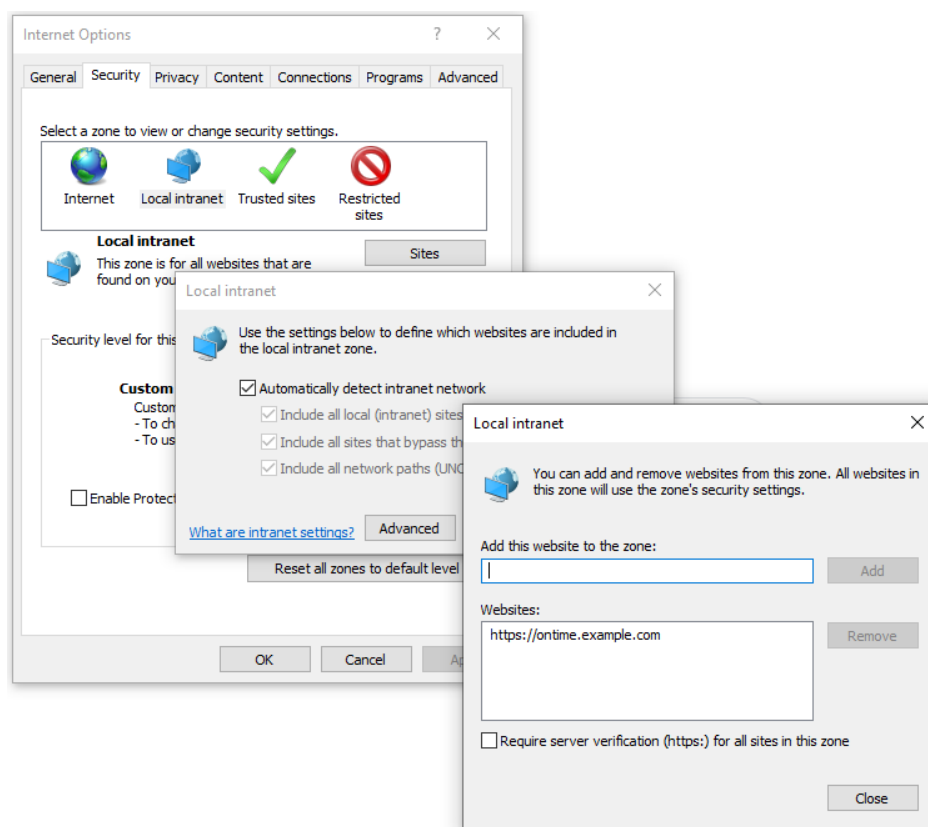 Internet Options
?
General Security Privacy Content Connections Programs Advanced
Select a zone to view or change security settings.
Internet Local intranet Trusted sites Restricted
sites
Local intranet
Sites
This zone is for all websites that are
found on you
Security level for this
Custom
Custom
- To ch
- To us
Enable Protect
Reset all zones to default level
OK Cancel Ap
Local intranet
Use the settings below to define which websites are included in
the local intranet zone.
Automatically detect intranet network
Include all local (intranet) sites
Include all sites that bypass th
Include all network paths (UNC
What are intranet settings? Advanced
Local intranet
You can add and remove websites from this zone. All websites in
this zone will use the zone's security settings.
Add this website to the zone:
Add
Websites:
https://ontime.example.com
Remove
Require server verification (https:) for all sites in this zone
Close